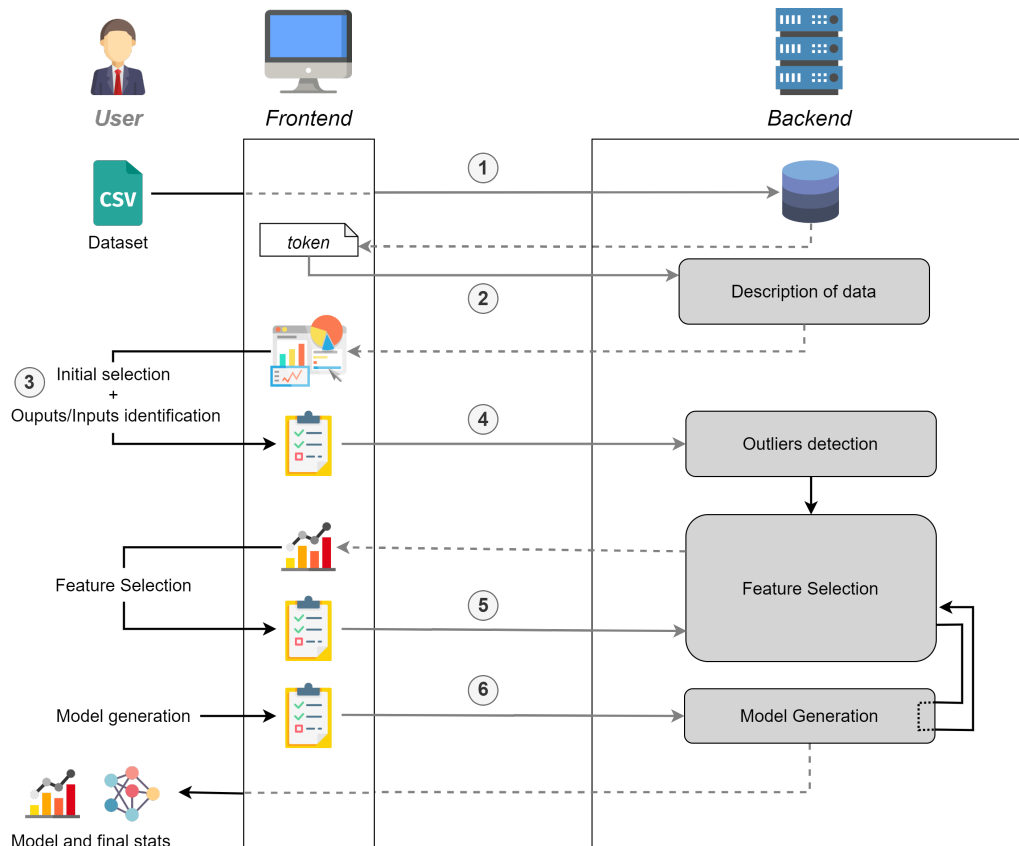 User
Frontend
Backend
1
CSV
Dataset
token
2
Description of data
3
Initial selection
+
Ouputs/Inputs identification
4
Outliers detection
Feature Selection
Feature Selection
5
6
Model generation
Model Generation
Model and final stats